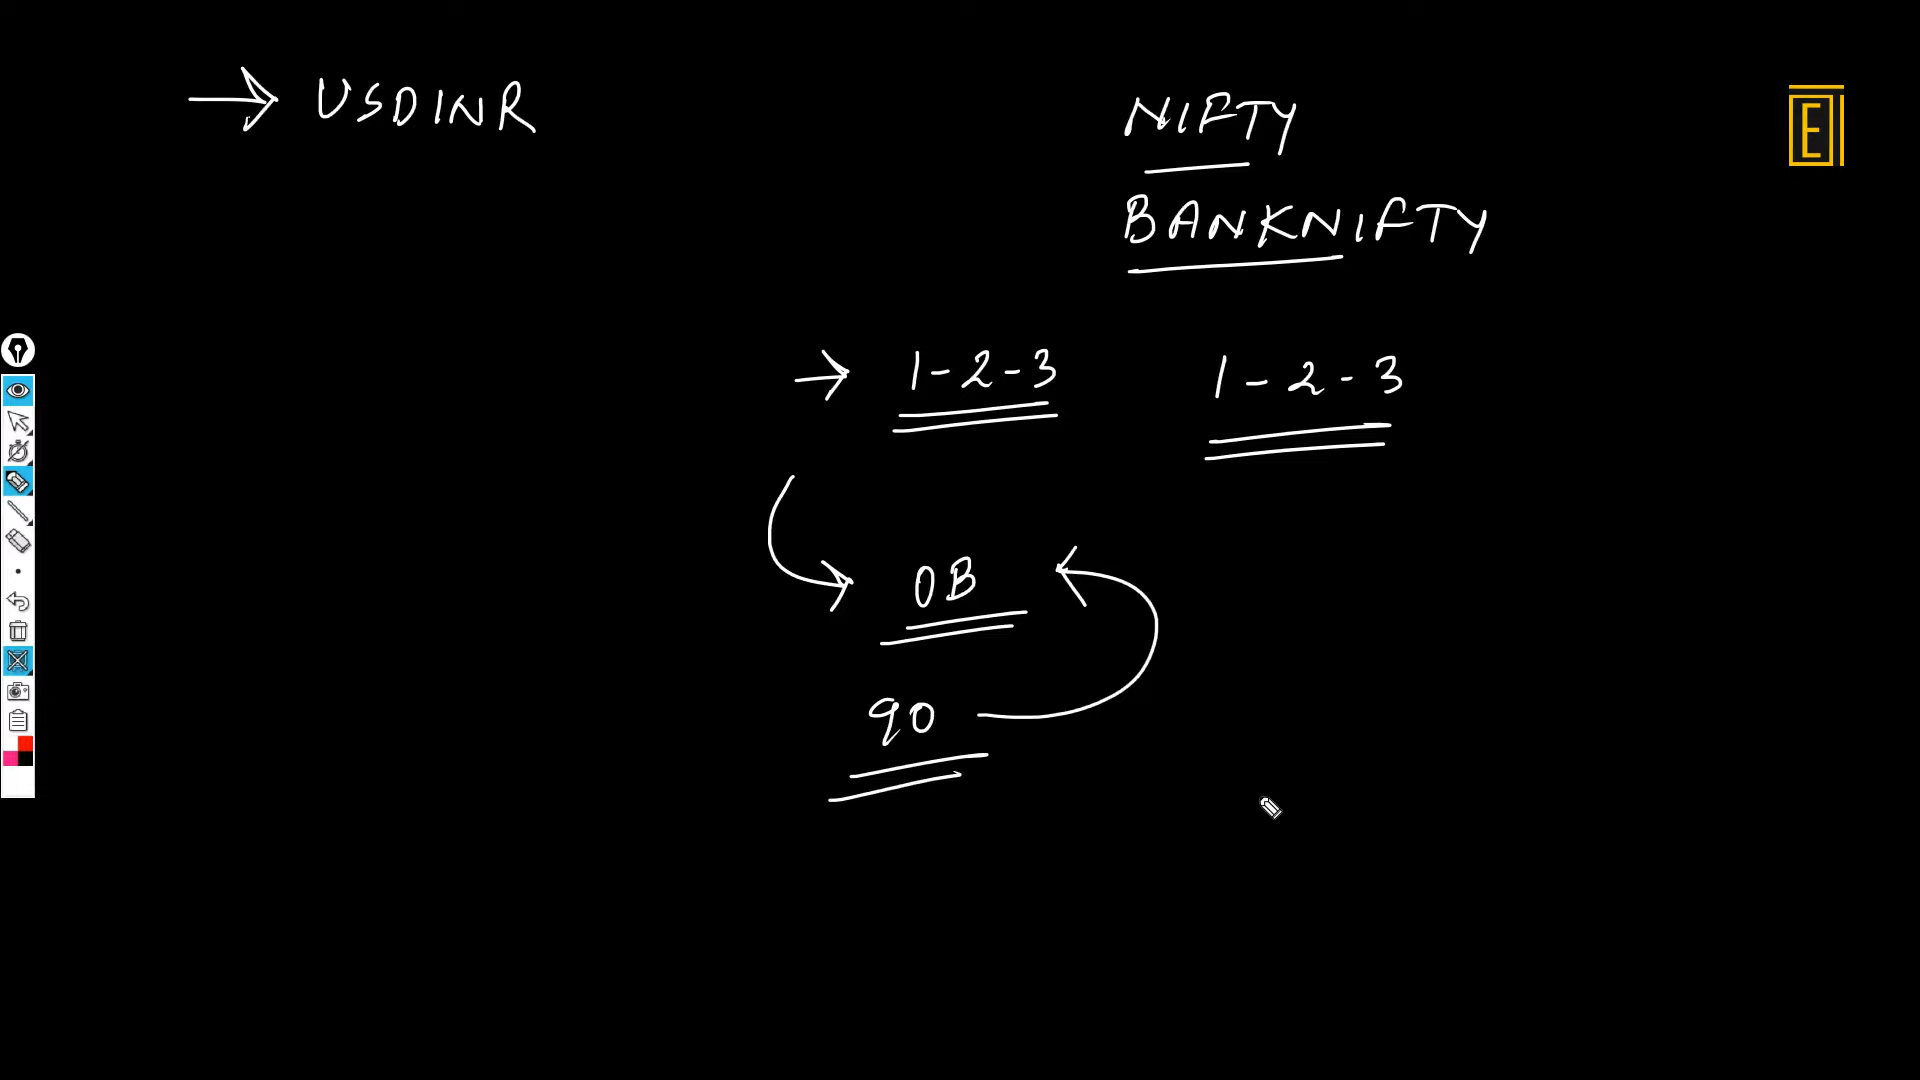 → USDINR
NIFTY
BANKNIFTY
E
→ 1-2-3 1-2-3
OB
90